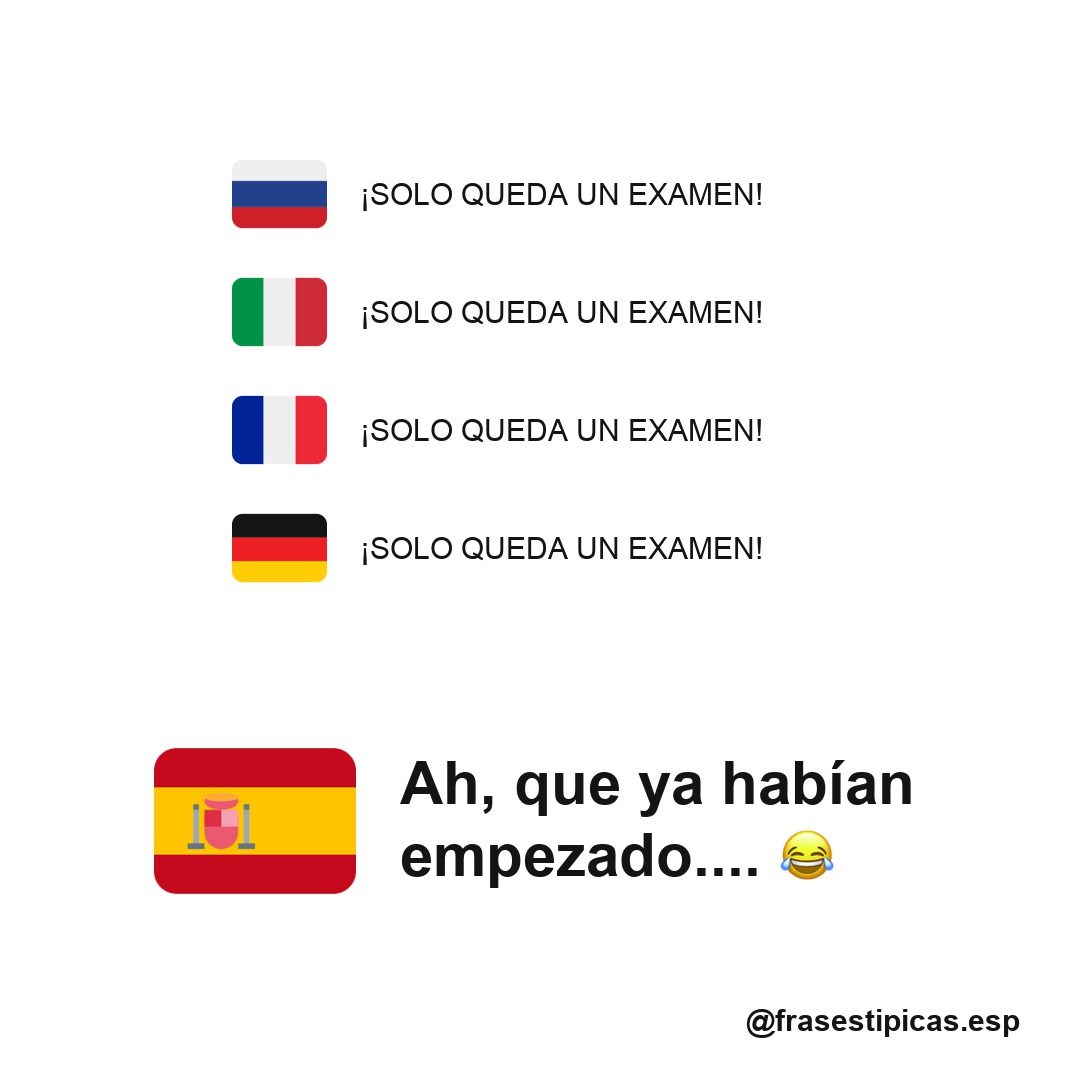 ¡SOLO QUEDA UN EXAMEN!
¡SOLO QUEDA UN EXAMEN!
¡SOLO QUEDA UN EXAMEN!
¡SOLO QUEDA UN EXAMEN!
Ah, que ya habían
empezado.... 😂
@frasestipicas.esp